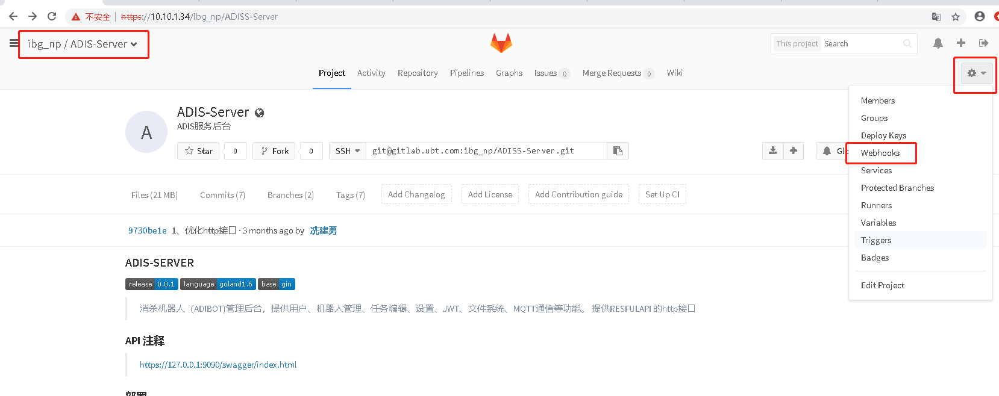 不安全 https://10.10.1.34/ibg_np/ADISS-Server
ibg_np / ADIS-Server
This project Search
Project Activity Repository Pipelines Graphs Issues 0 Merge Requests 0 Wiki
Members
Groups
Deploy Keys
Webhooks
Services
Protected Branches
Runners
Variables
Triggers
Badges
Edit Project
A
ADIS-Server
ADIS服务后台
Star 0 Fork 0 SSH git@gitlab.ubt.com:ibg_np/ADISS-Server.git Glo
Files (21 MB) Commits (7) Branches (2) Tags (7) Add Changelog Add License Add Contribution guide Set Up CI
9730be1e 1、优化http接口 · 3 months ago by 冼建勇
ADIS-SERVER
release 0.0.1 language goland1.6 base gin
消杀机器人（ADIBOT)管理后台，提供用户、机器人管理、任务编辑、设置、JWT、文件系统、MQTT通信等功能。 提供RESFULAPI 的http接口
API 注释
https://127.0.0.1:9090/swagger/index.html
部署